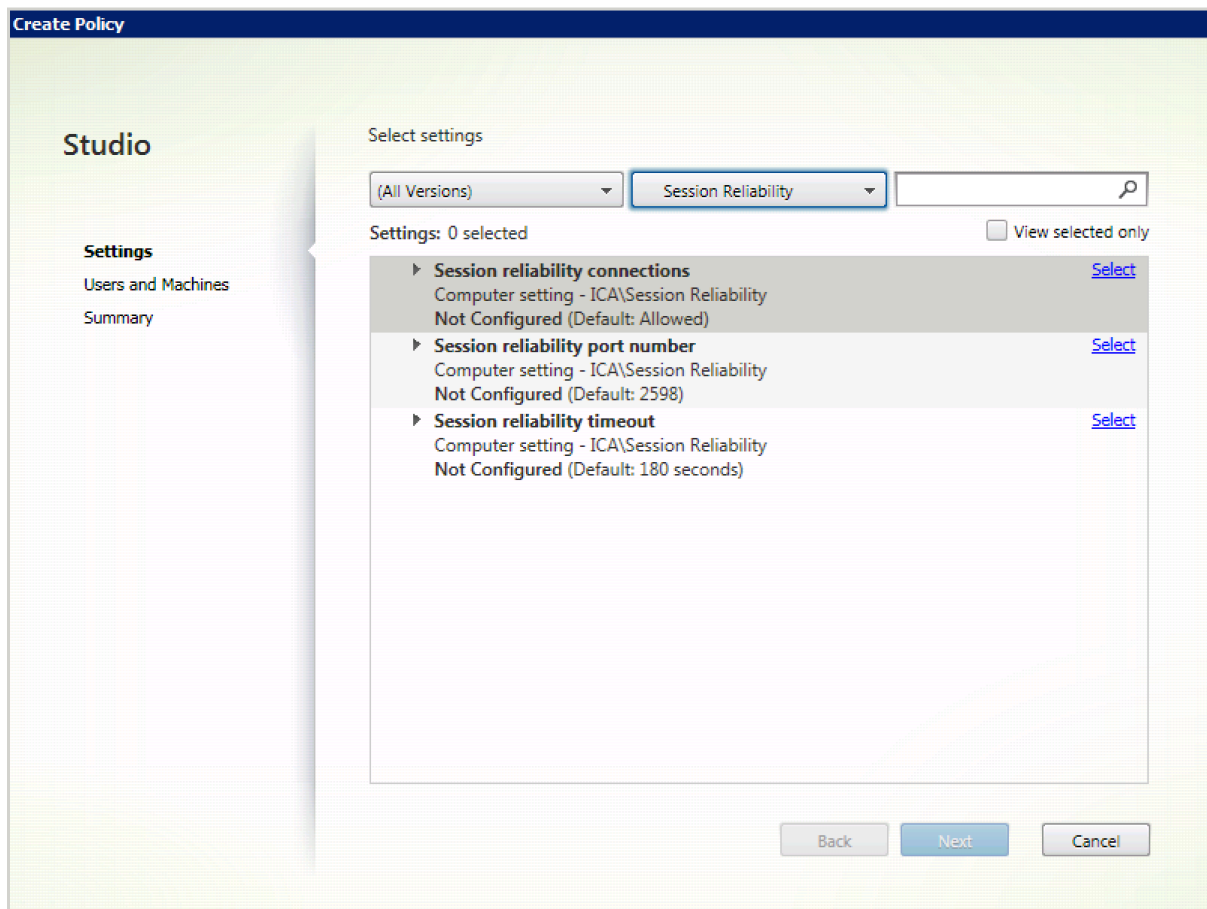 Create Policy
Studio
Settings
Users and Machines
Summary
Select settings
(All Versions)
Session Reliability
Settings: 0 selected
View selected only
Session reliability connections
Select
Computer setting - ICA\Session Reliability
Not Configured (Default: Allowed)
Session reliability port number
Select
Computer setting - ICA\Session Reliability
Not Configured (Default: 2598)
Session reliability timeout
Select
Computer setting - ICA\Session Reliability
Not Configured (Default: 180 seconds)
Back
Next
Cancel